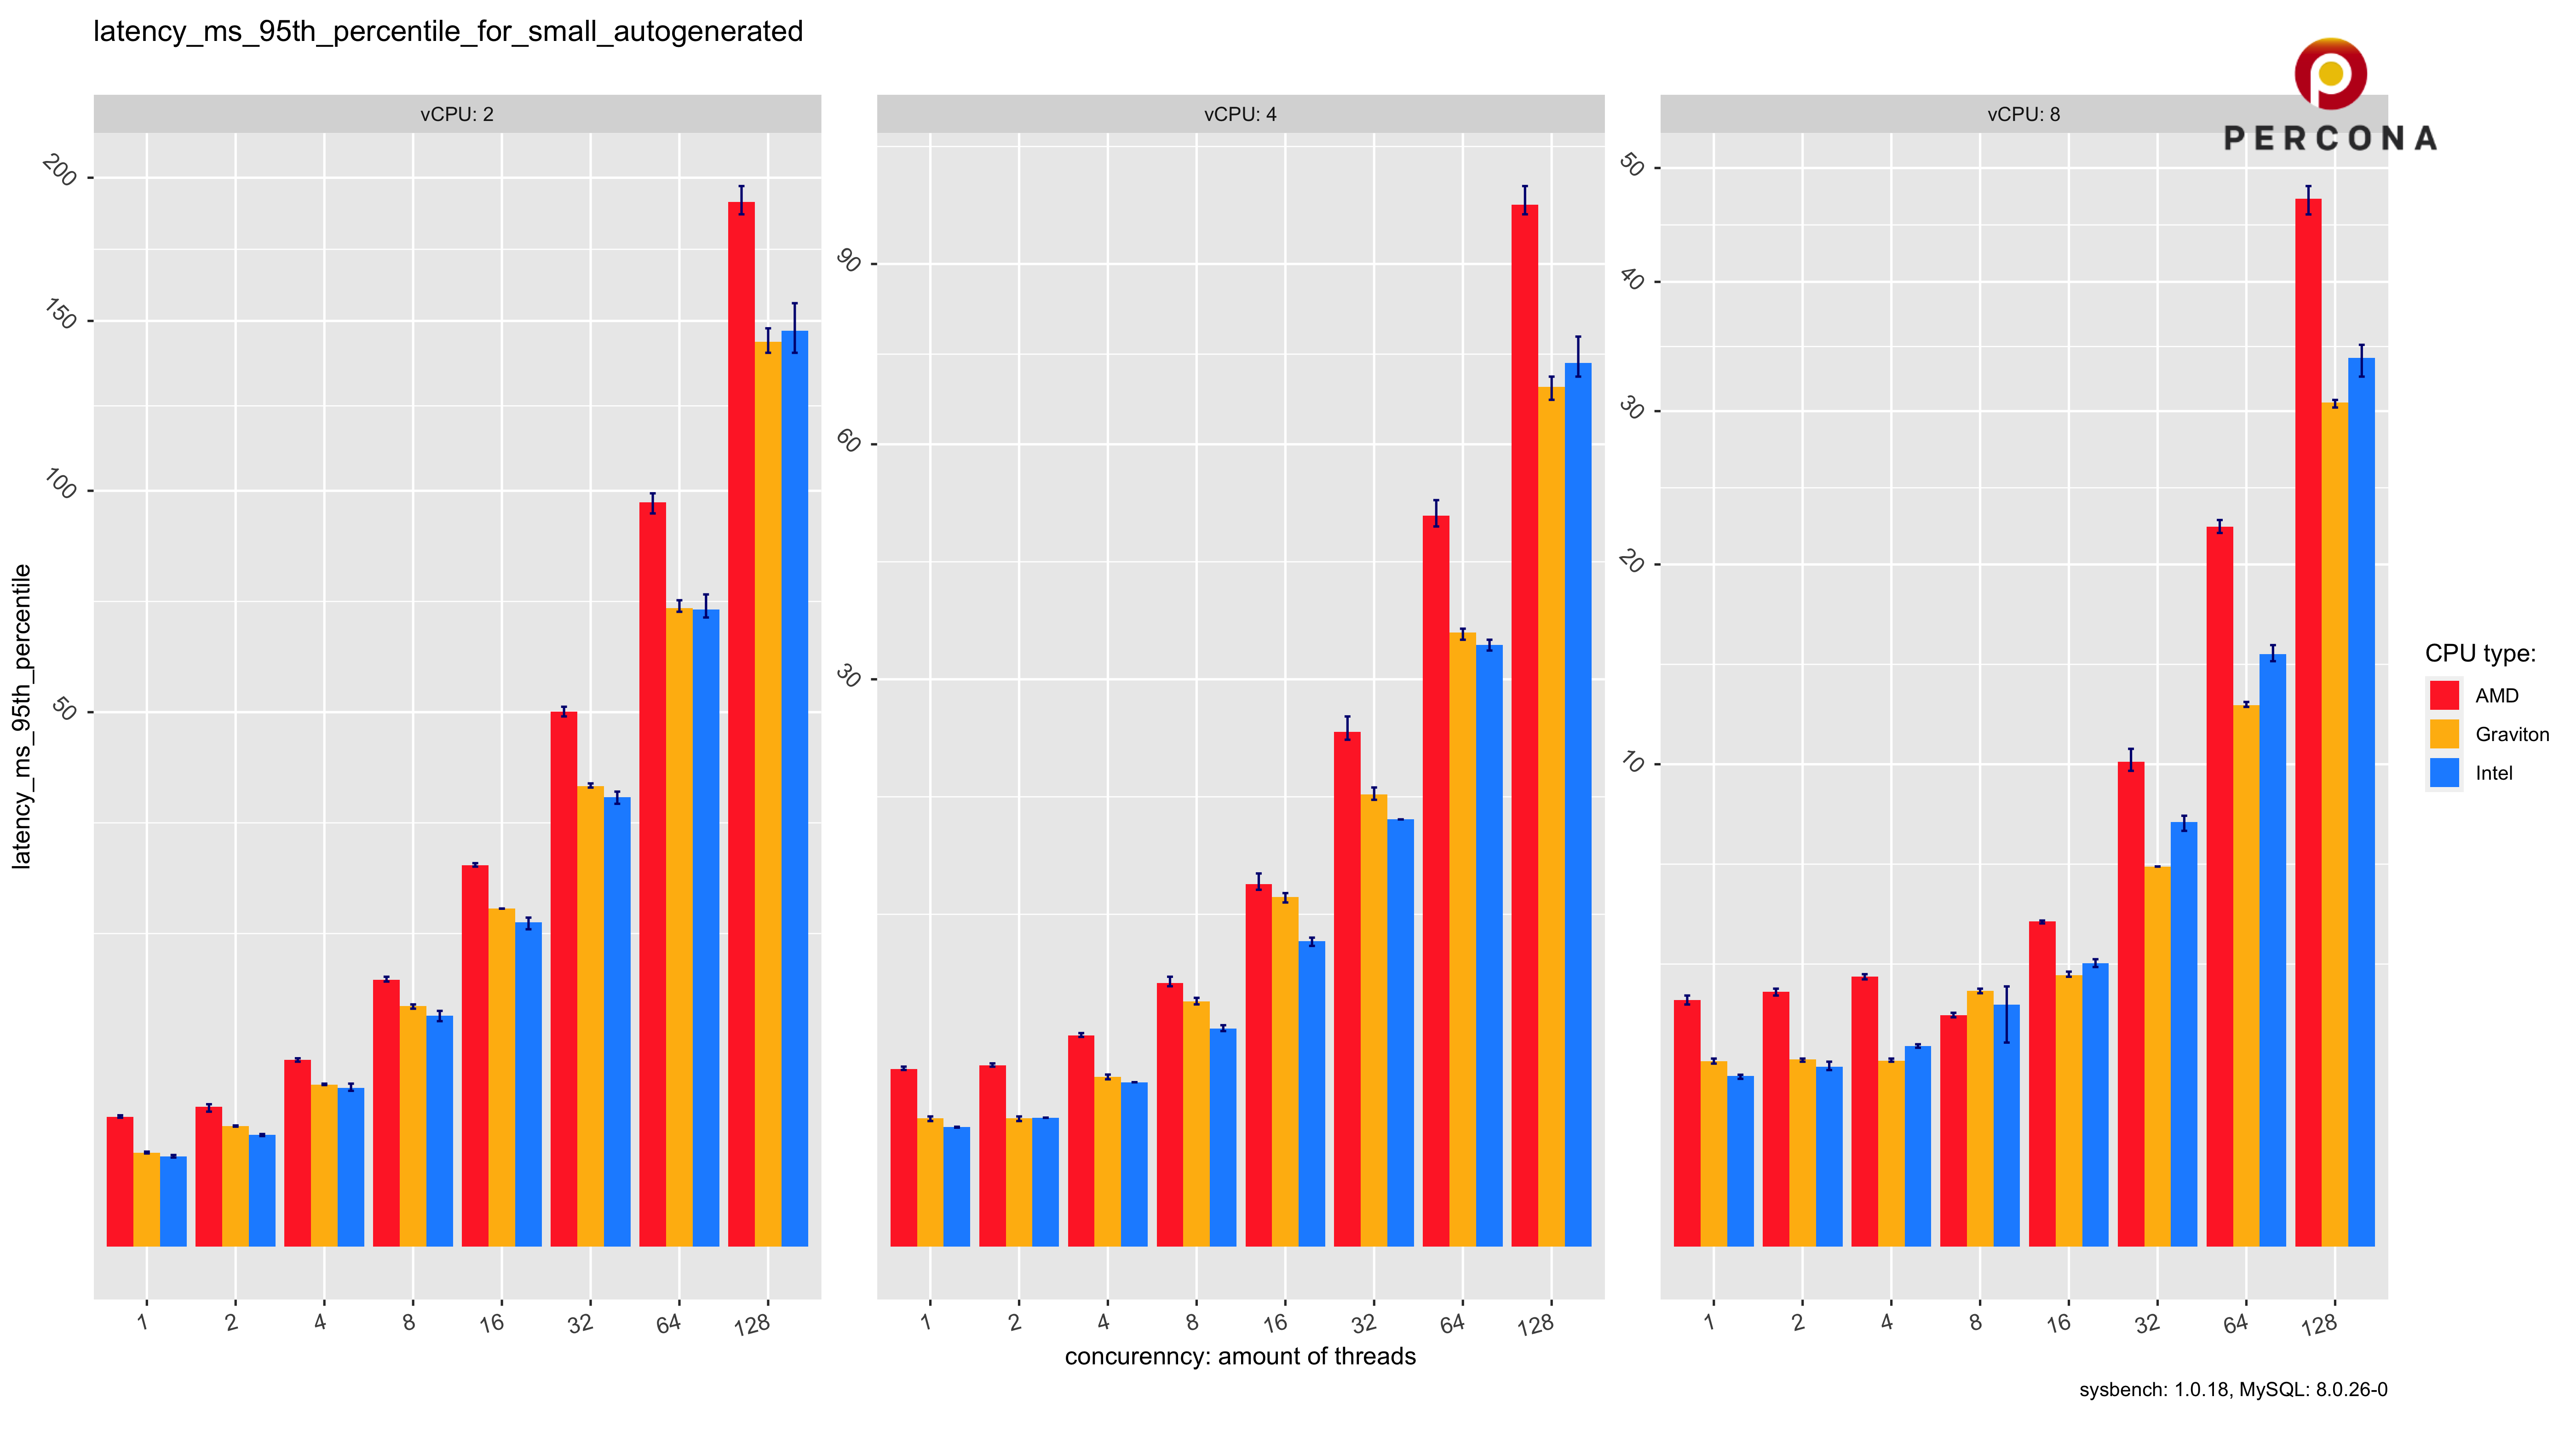 latency_ms_95th_percentile_for_small_autogenerated
PERCONA
vCPU: 2
vCPU: 4
vCPU: 8
latency_ms_95th_percentile
200
150
100
50
90
60
30
50
40
30
20
10
1 2 4 8 16 32 64 128
1 2 4 8 16 32 64 128
1 2 4 8 16 32 64 128
concurenncy: amount of threads
CPU type:
AMD
Graviton
Intel
sysbench: 1.0.18, MySQL: 8.0.26-0